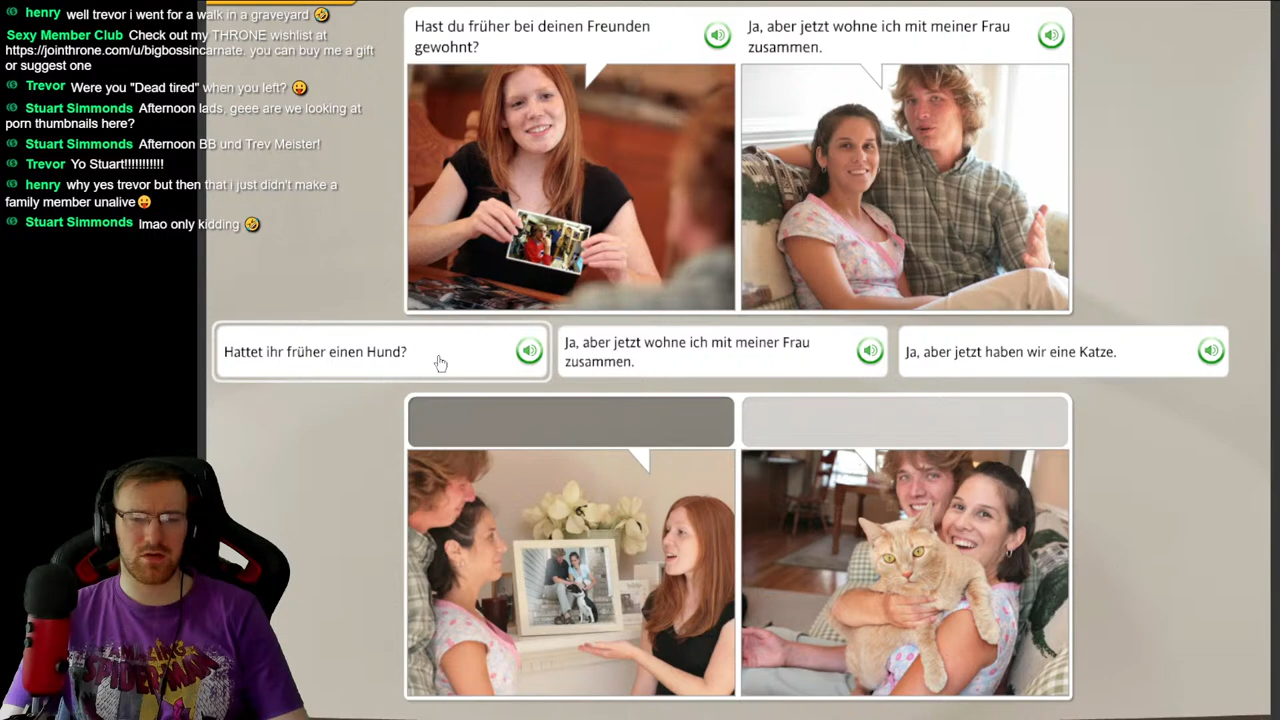 henry well trevor i went for a walk in a graveyard 🤣
Sexy Member Club Check out my THRONE wishlist at
https://jointhrone.com/u/bigbossincarnate. you can buy me a gift
or suggest one
Trevor Were you "Dead tired" when you left? 😜
Stuart Simmonds Afternoon lads, geee are we looking at
porn thumbnails here?
Stuart Simmonds Afternoon BB und Trev Meister!
Trevor Yo Stuart!!!!!!!!!!!
henry why yes trevor but then that i just didn't make a
family member unalive😜
Stuart Simmonds lmao only kidding 🤣
Hast du früher bei deinen Freunden
gewohnt?
Ja, aber jetzt wohne ich mit meiner Frau
zusammen.
Hattet ihr früher einen Hund?
Ja, aber jetzt wohne ich mit meiner Frau
zusammen.
Ja, aber jetzt haben wir eine Katze.